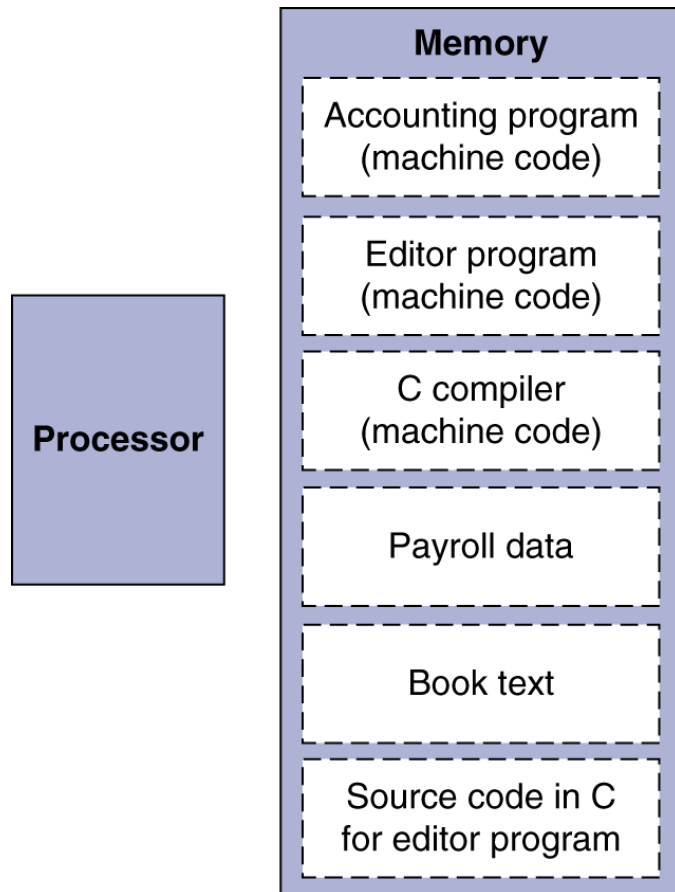 Memory
Accounting program
(machine code)
Editor program
(machine code)
C compiler
(machine code)
Processor
Payroll data
Book text
Source code in C
for editor program